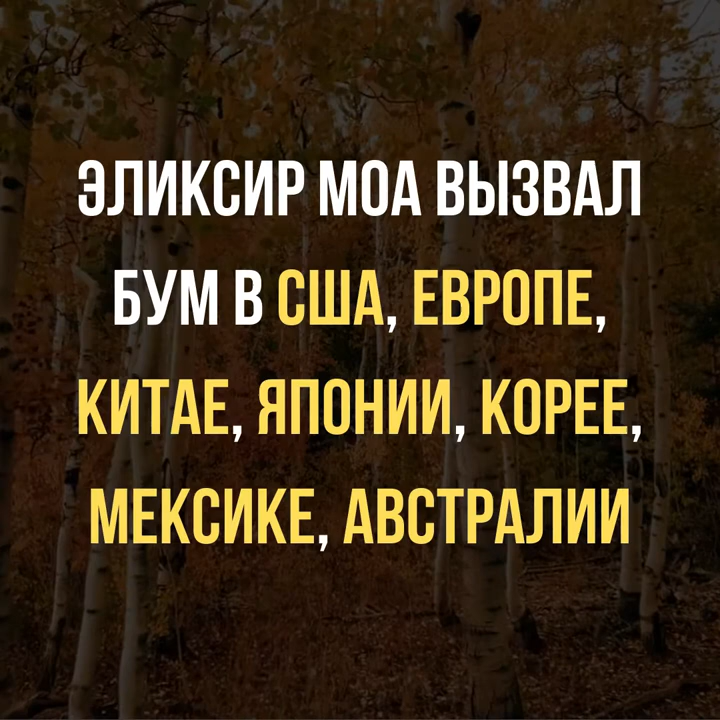 ЭЛИКСИР МОА ВЫЗВАЛ
БУМ В США, ЕВРОПЕ,
КИТАЕ, ЯПОНИИ, КОРЕЕ,
МЕКСИКЕ, АВСТРАЛИИ